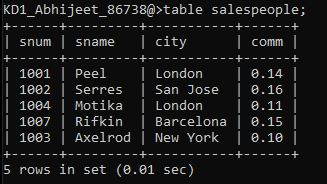 KD1_Abhijeet_86738@>table salespeople;
+------+---------+-----------+------+
| snum | sname   | city      | comm |
+------+---------+-----------+------+
| 1001 | Peel    | London    | 0.14 |
| 1002 | Serres  | San Jose  | 0.16 |
| 1004 | Motika  | London    | 0.11 |
| 1007 | Rifkin  | Barcelona | 0.15 |
| 1003 | Axelrod | New York  | 0.10 |
+------+---------+-----------+------+
5 rows in set (0.01 sec)